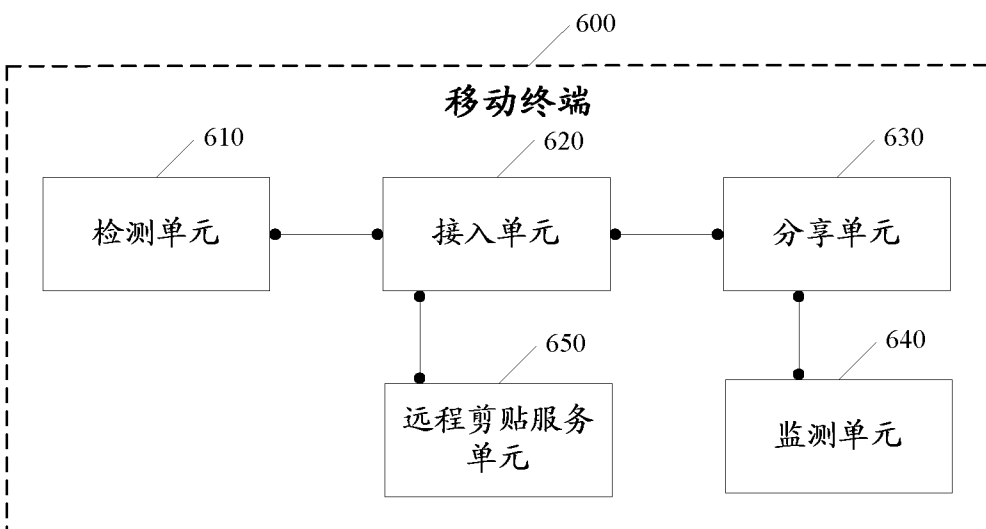 600
移动终端
610
620
630
检测单元
接入单元
分享单元
650
640
远程剪贴服务
单元
监测单元